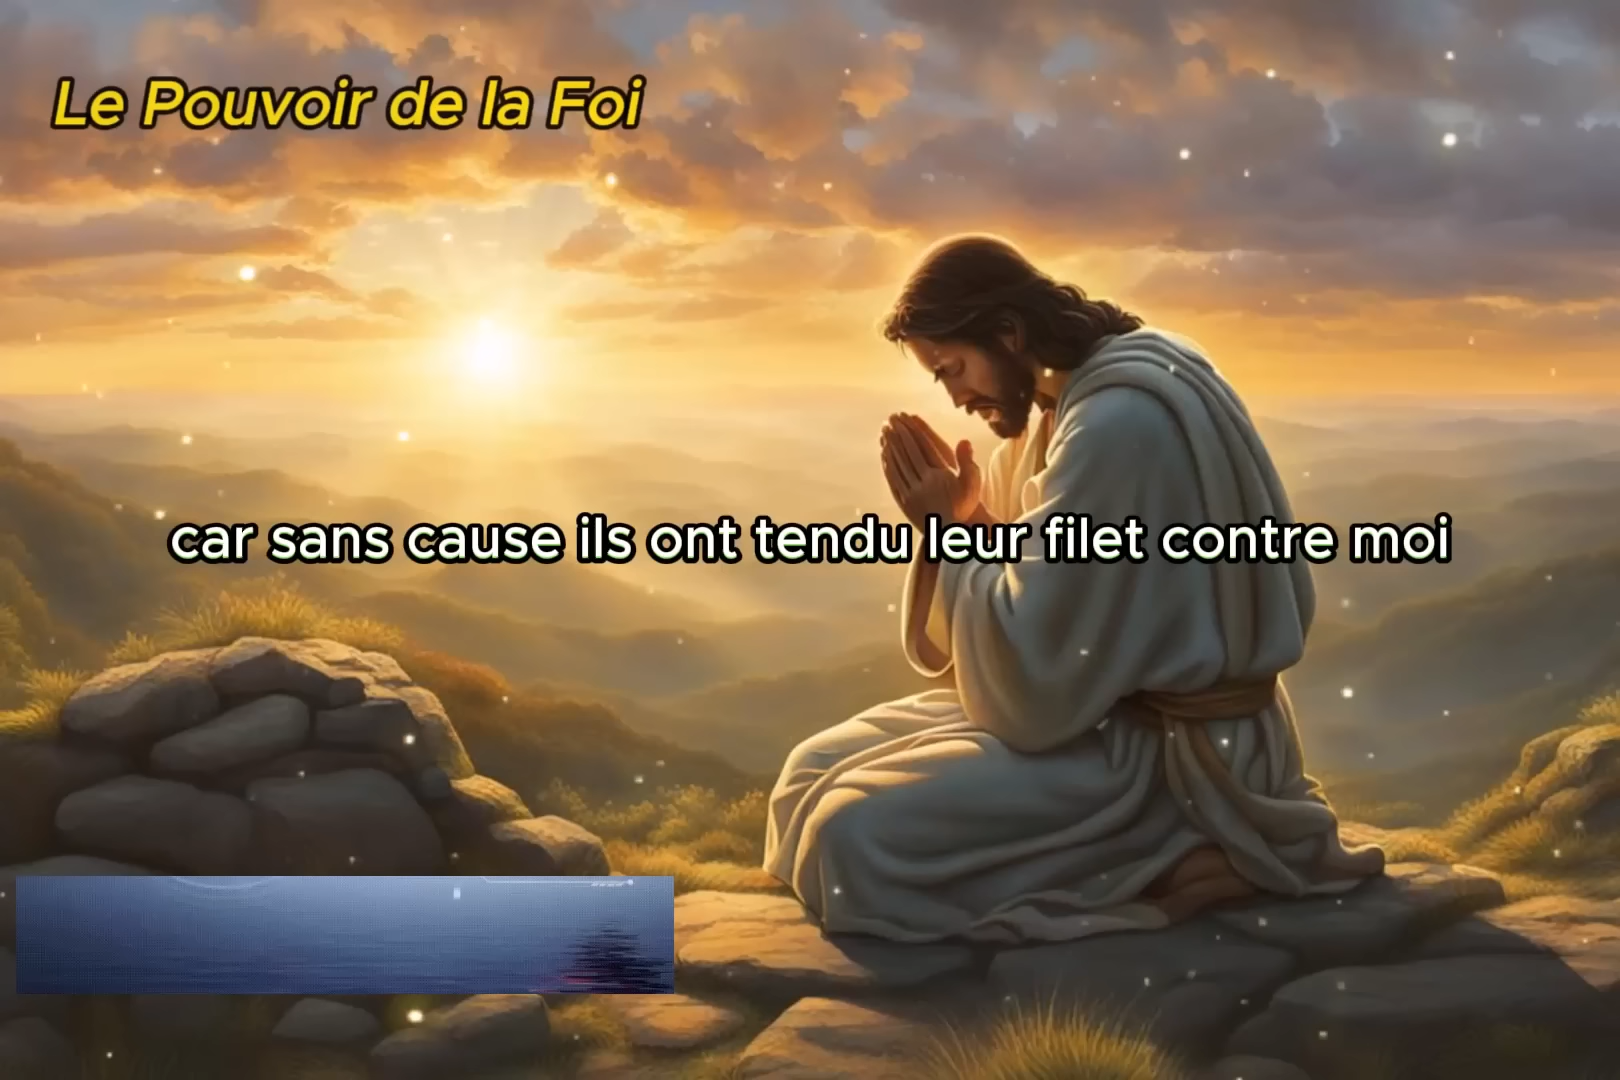 Le Pouvoir de la Foi
car sans cause ils ont tendu leur filet contre moi